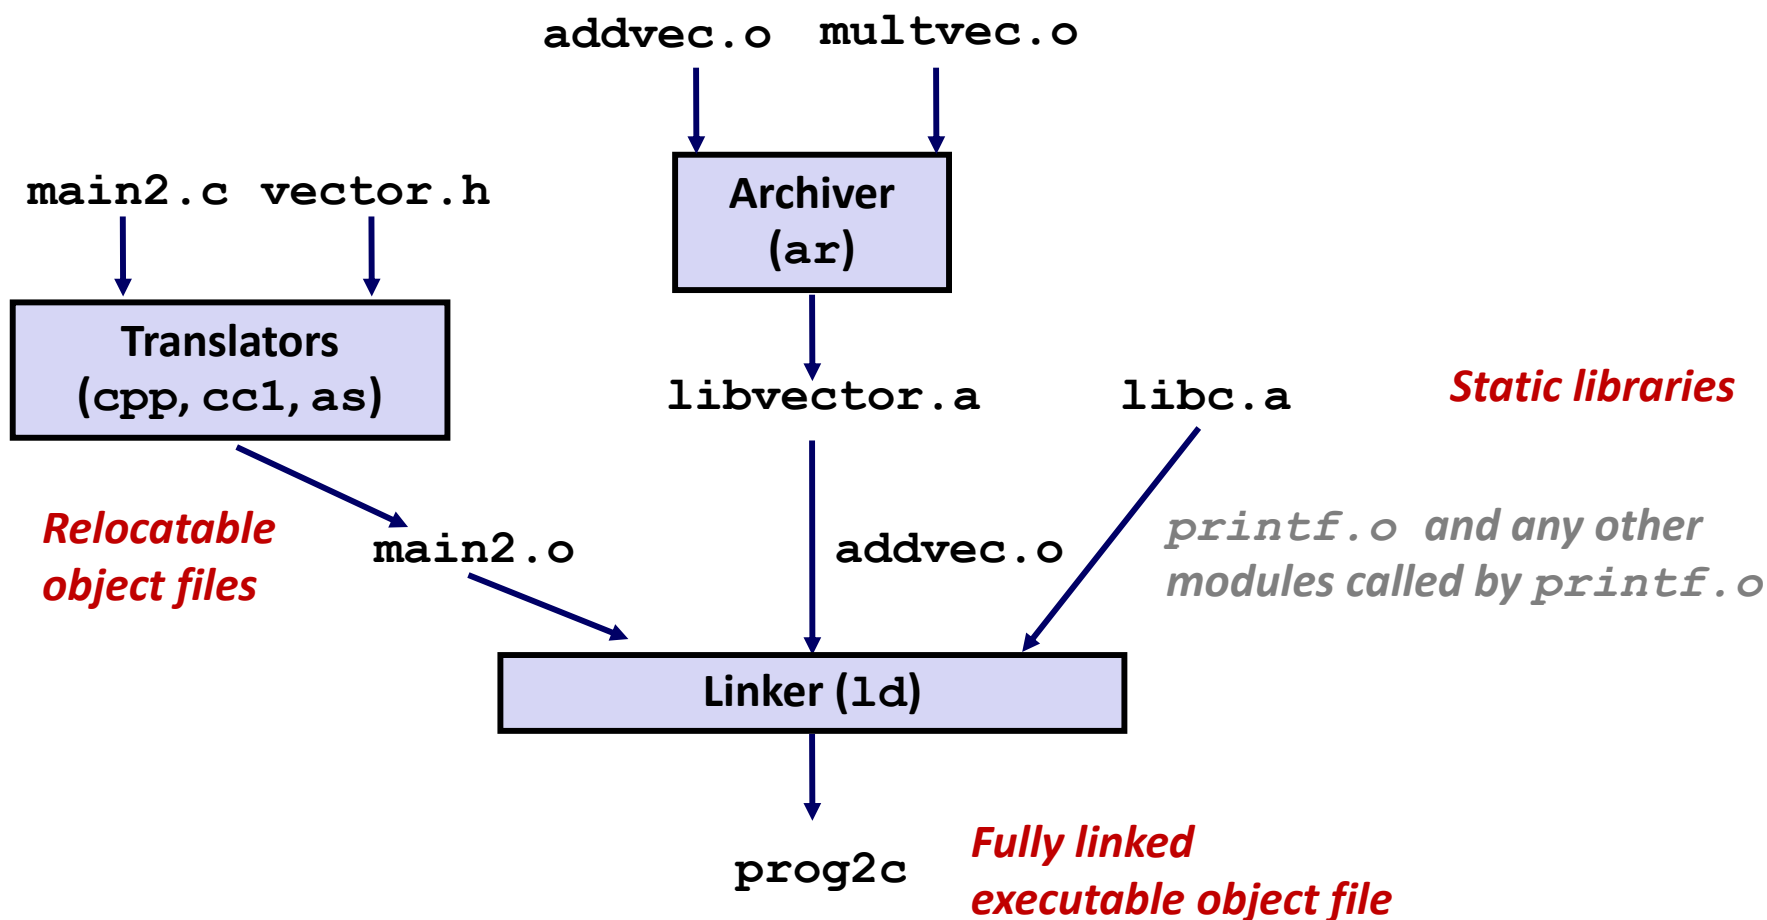 addvec.o multvec.o
main2.c vector.h
Archiver
(ar)
Translators
(cpp, cc1, as)
libvector.a
libc.a
Static libraries
Relocatable
object files
main2.o
addvec.o
printf.o and any other
modules called by printf.o
Linker (ld)
prog2c
Fully linked
executable object file